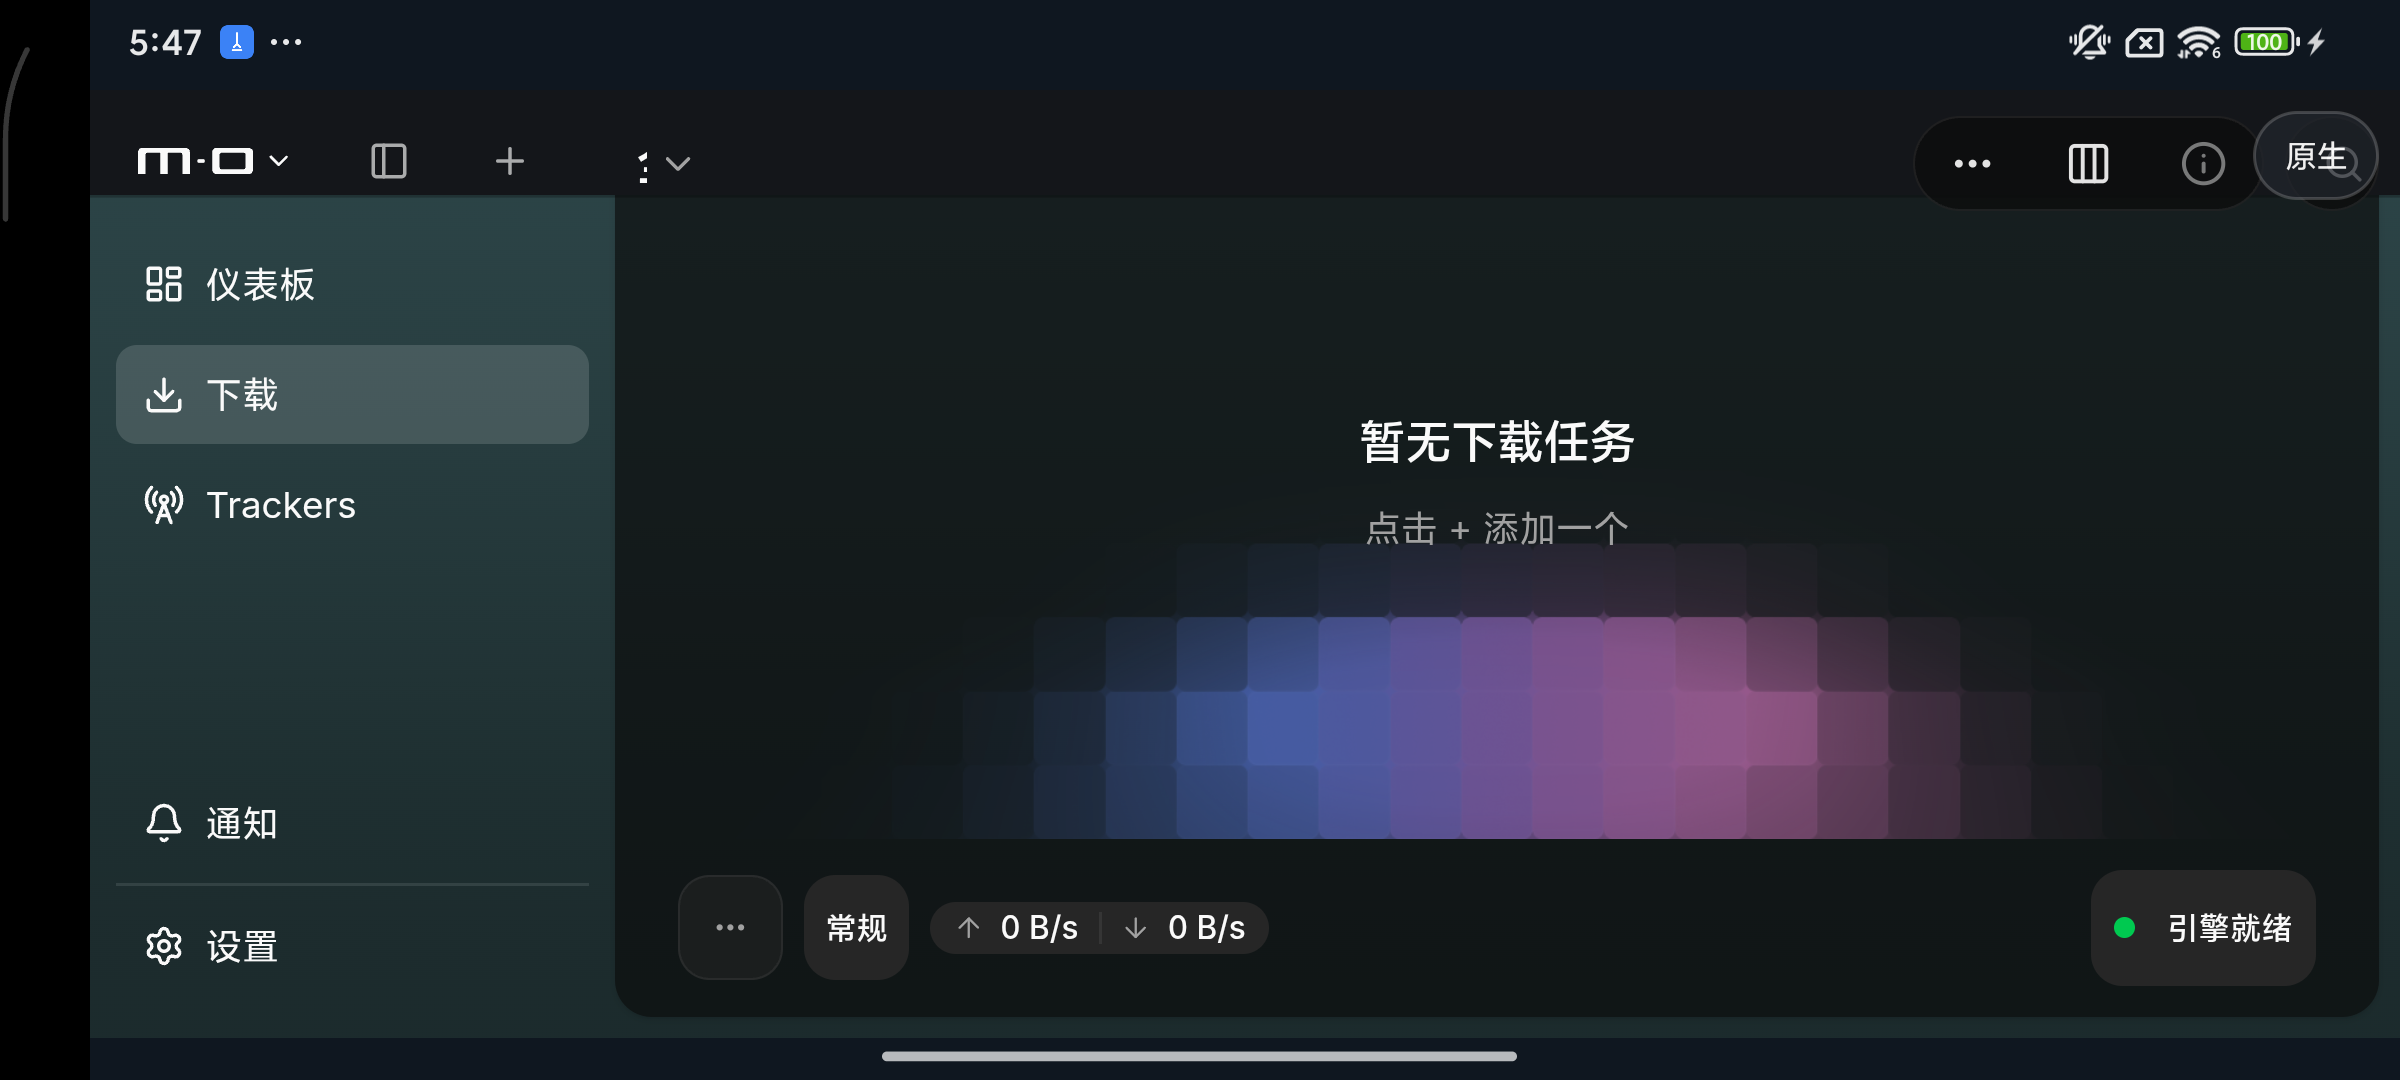 5:47
6
100
m-o
原生
仪表板
下载
Trackers
通知
设置
暂无下载任务
点击 + 添加一个
常规
0 B/s
0 B/s
引擎就绪